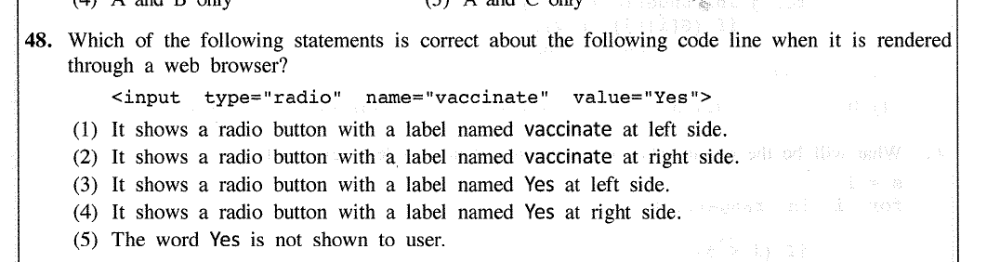 (4) A and B only (5) A and C only
48. Which of the following statements is correct about the following code line when it is rendered
through a web browser?
<input type="radio" name="vaccinate" value="Yes">
(1) It shows a radio button with a label named vaccinate at left side.
(2) It shows a radio button with a label named vaccinate at right side.
(3) It shows a radio button with a label named Yes at left side.
(4) It shows a radio button with a label named Yes at right side.
(5) The word Yes is not shown to user.